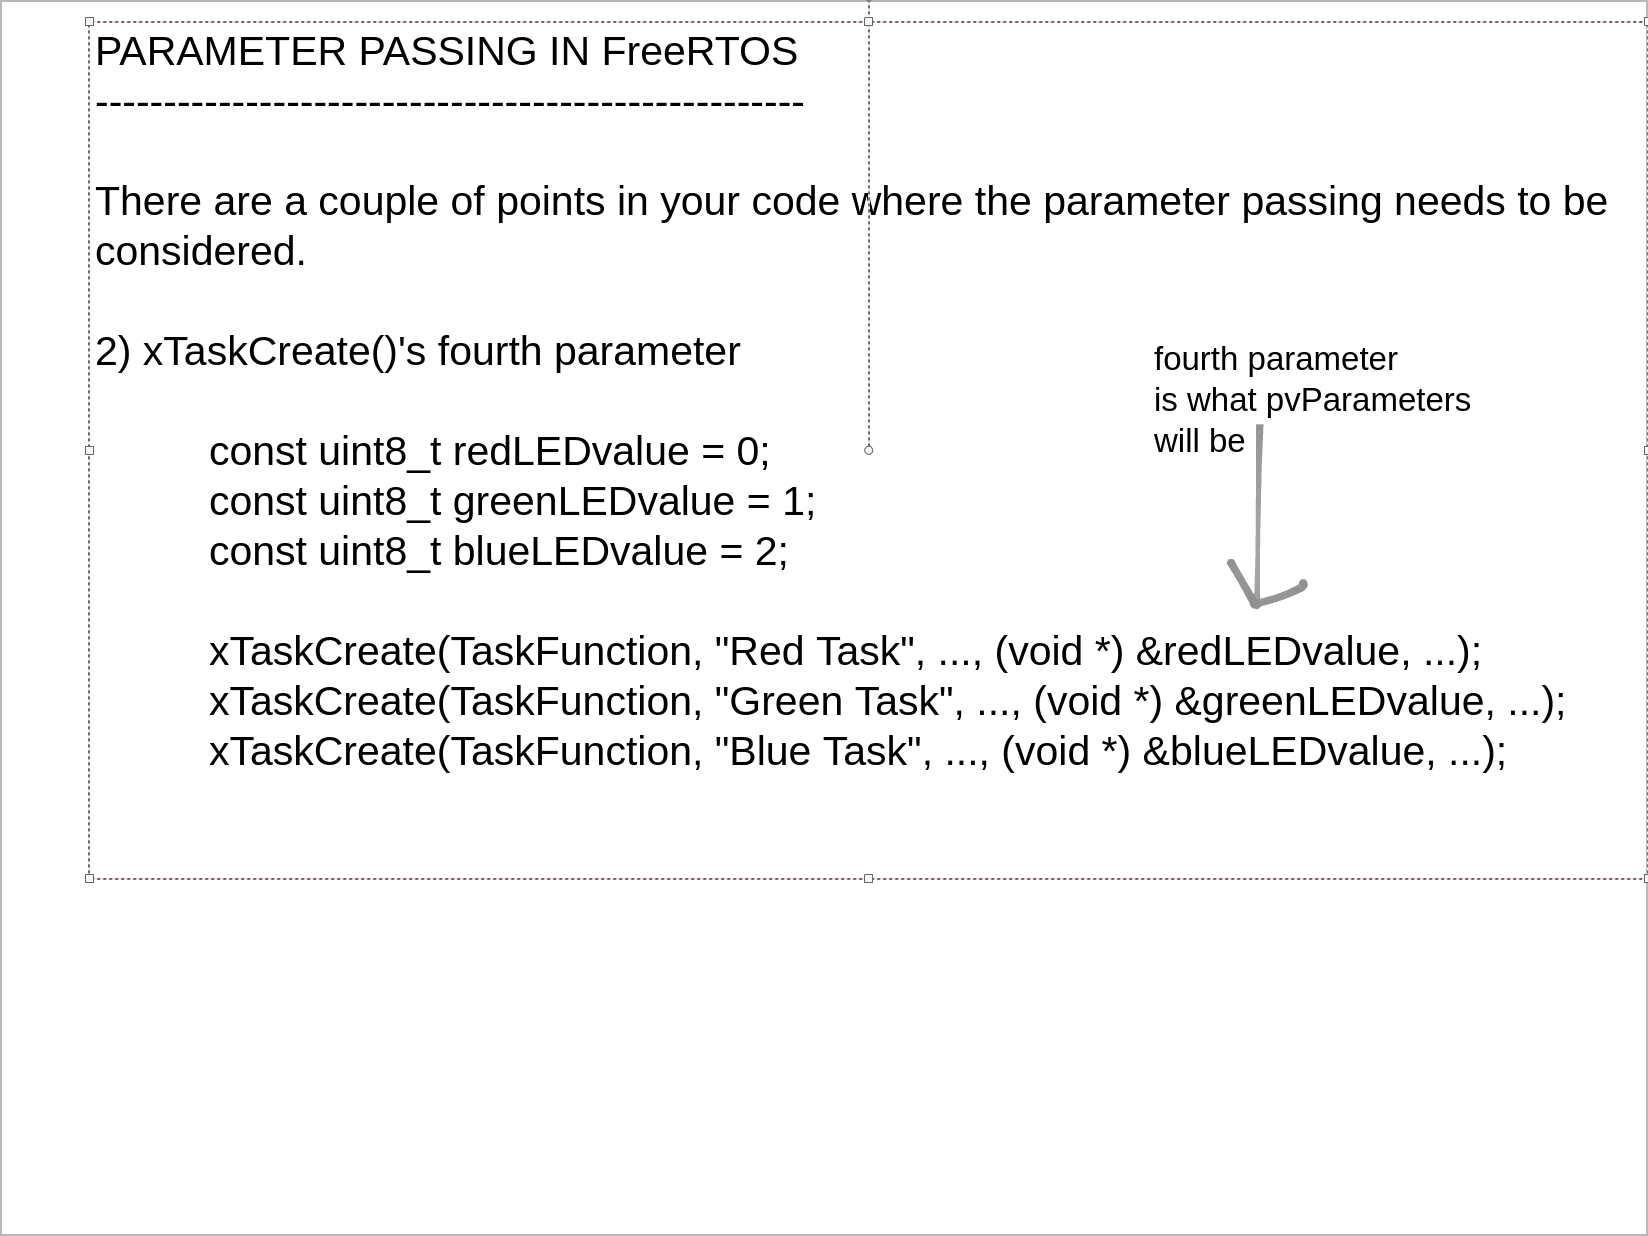 PARAMETER PASSING IN FreeRTOS
----------------------------------------------------
There are a couple of points in your code where the parameter passing needs to be
considered.
2) xTaskCreate()'s fourth parameter
fourth parameter
is what pvParameters
will be
const uint8_t redLEDvalue = 0;
const uint8_t greenLEDvalue = 1;
const uint8_t blueLEDvalue = 2;
xTaskCreate(TaskFunction, "Red Task", ..., (void *) &redLEDvalue, ...);
xTaskCreate(TaskFunction, "Green Task", ..., (void *) &greenLEDvalue, ...);
xTaskCreate(TaskFunction, "Blue Task", ..., (void *) &blueLEDvalue, ...);